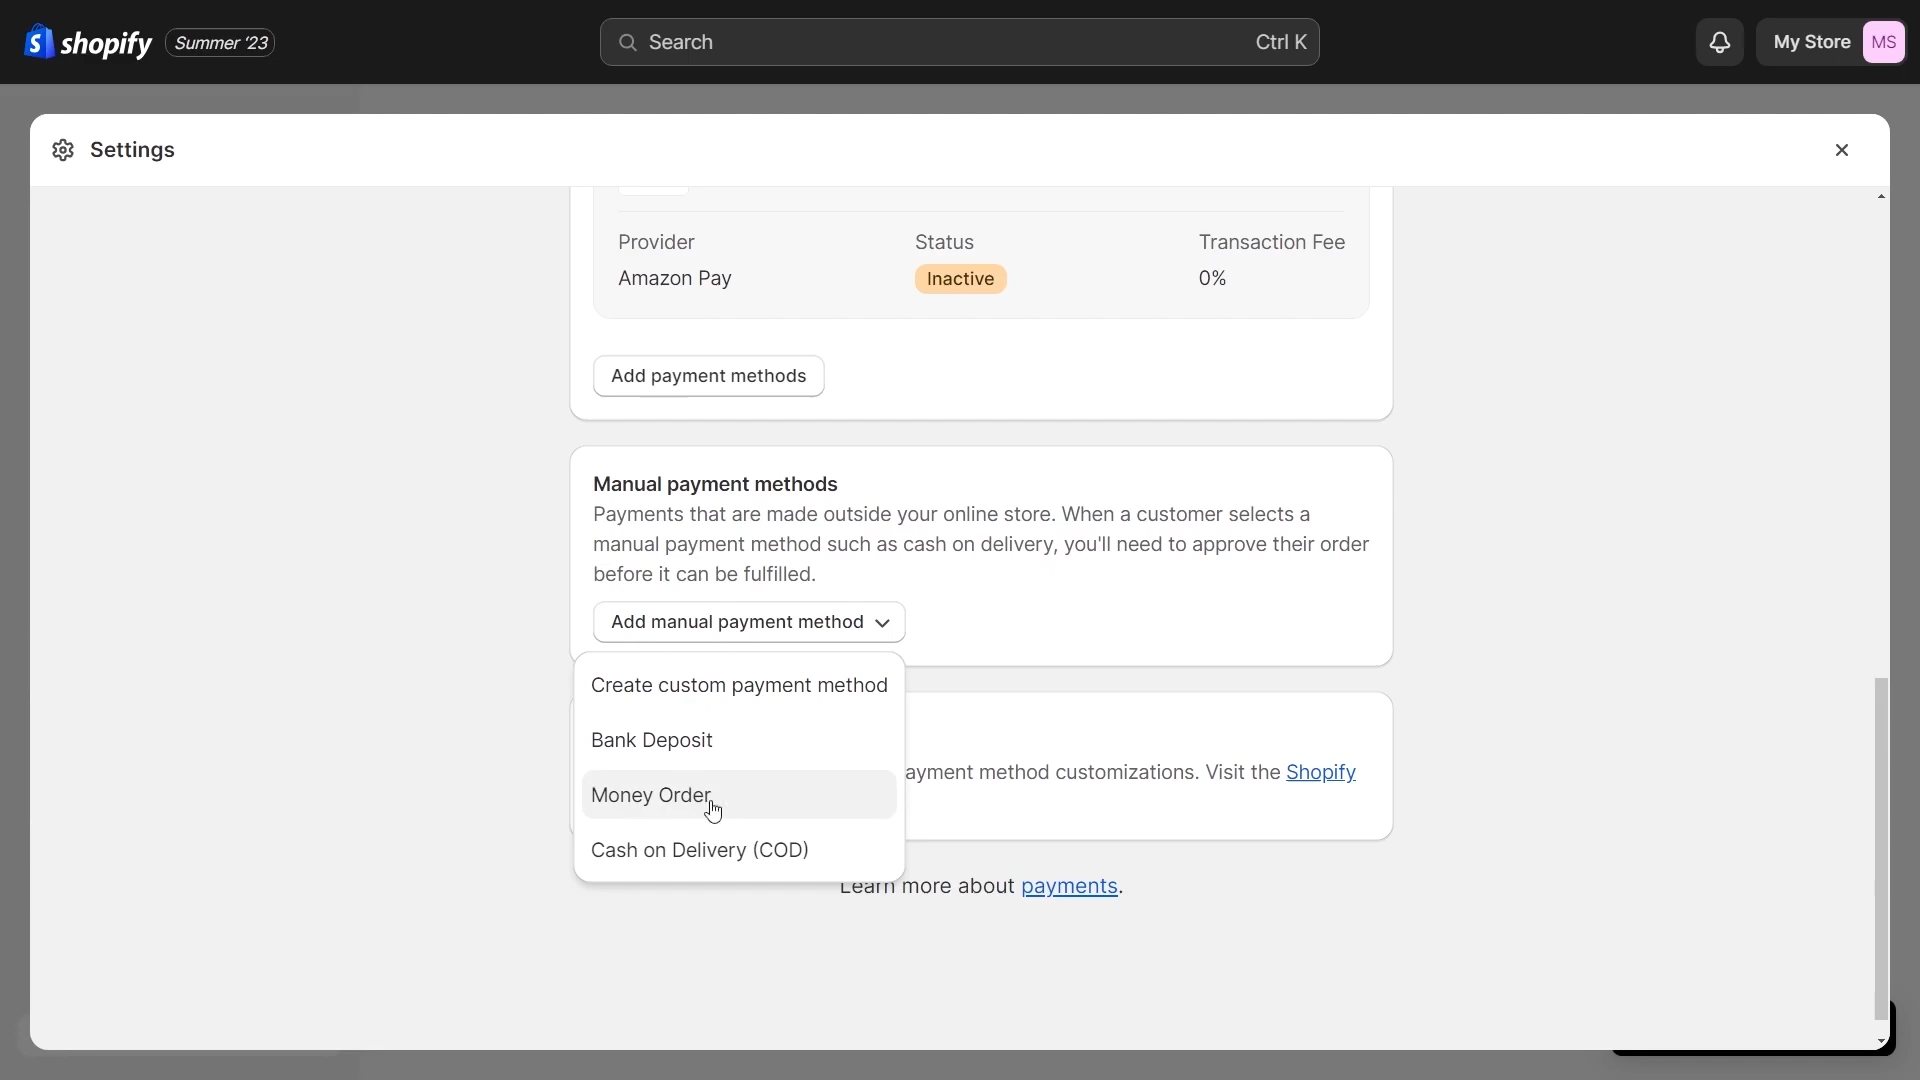 shopify
Summer '23
Search
Ctrl K
My Store
MS
Settings
Provider
Status
Transaction Fee
Amazon Pay
Inactive
0%
Add payment methods
Manual payment methods
Payments that are made outside your online store. When a customer selects a
manual payment method such as cash on delivery, you'll need to approve their order
before it can be fulfilled.
Add manual payment method
Create custom payment method
Bank Deposit
ayment method customizations. Visit the Shopify
Money Order
Cash on Delivery (COD)
Learn more about payments.